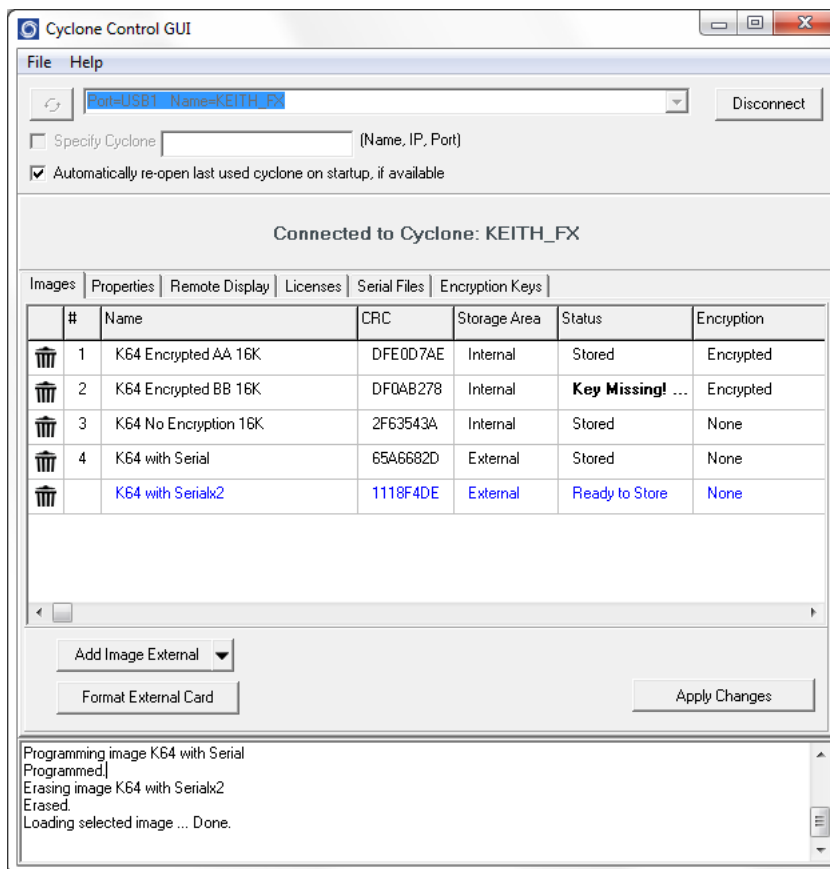 Cyclone Control GUI
File Help
Port=USB1 Name=KEITH_FX
Disconnect
Specify Cyclone (Name, IP, Port)
Automatically re-open last used cyclone on startup, if available
Connected to Cyclone: KEITH_FX
Images Properties Remote Display Licenses Serial Files Encryption Keys
# Name CRC Storage Area Status Encryption
1 K64 Encrypted AA 16K DFE0D7AE Internal Stored Encrypted
2 K64 Encrypted BB 16K DF0AB278 Internal Key Missing! ... Encrypted
3 K64 No Encryption 16K 2F63543A Internal Stored None
4 K64 with Serial 65A6682D External Stored None
K64 with Serialx2 1118F4DE External Ready to Store None
Add Image External
Format External Card
Apply Changes
Programming image K64 with Serial
Programmed.
Erasing image K64 with Serialx2
Erased.
Loading selected image ... Done.